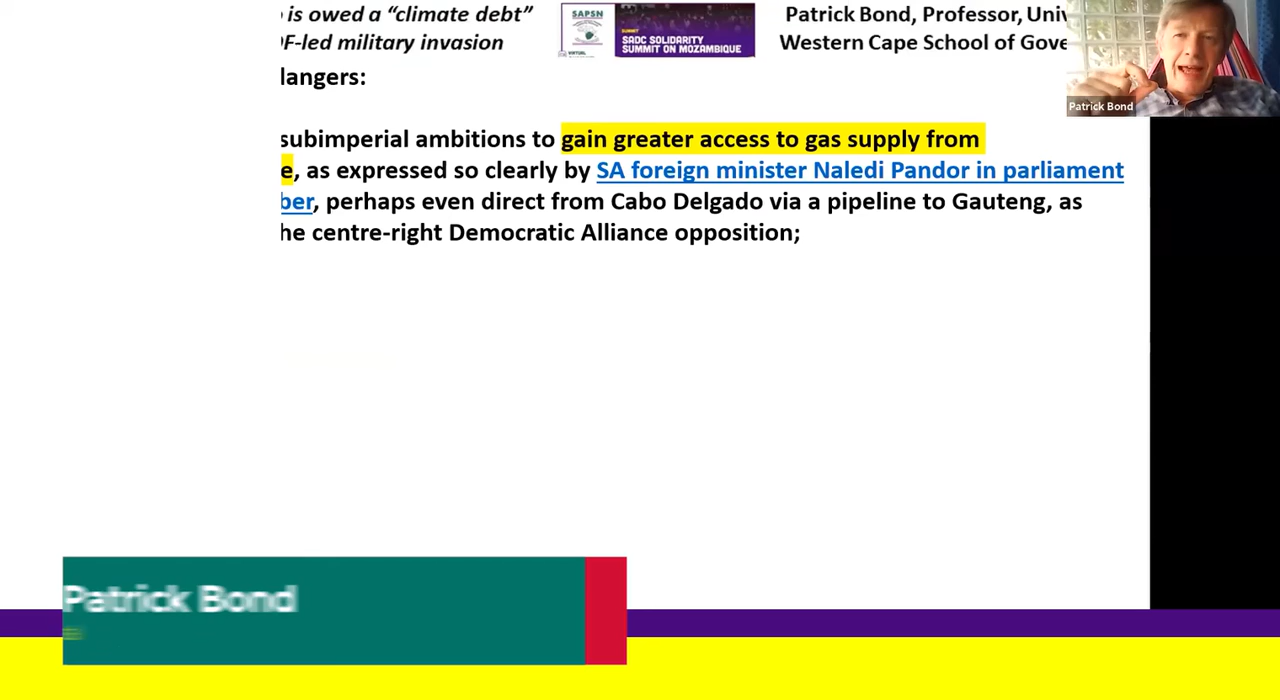 is owed a “climate debt”
F-led military invasion
SAPSN
SUMMIT
SADC SOLIDARITY
SUMMIT ON MOZAMBIQUE
VIRTUAL
Patrick Bond, Professor, Univ
Western Cape School of Gove
Patrick Bond
langers:
subimperial ambitions to gain greater access to gas supply from
e, as expressed so clearly by SA foreign minister Naledi Pandor in parliament
ber, perhaps even direct from Cabo Delgado via a pipeline to Gauteng, as
he centre-right Democratic Alliance opposition;
Patrick Bond